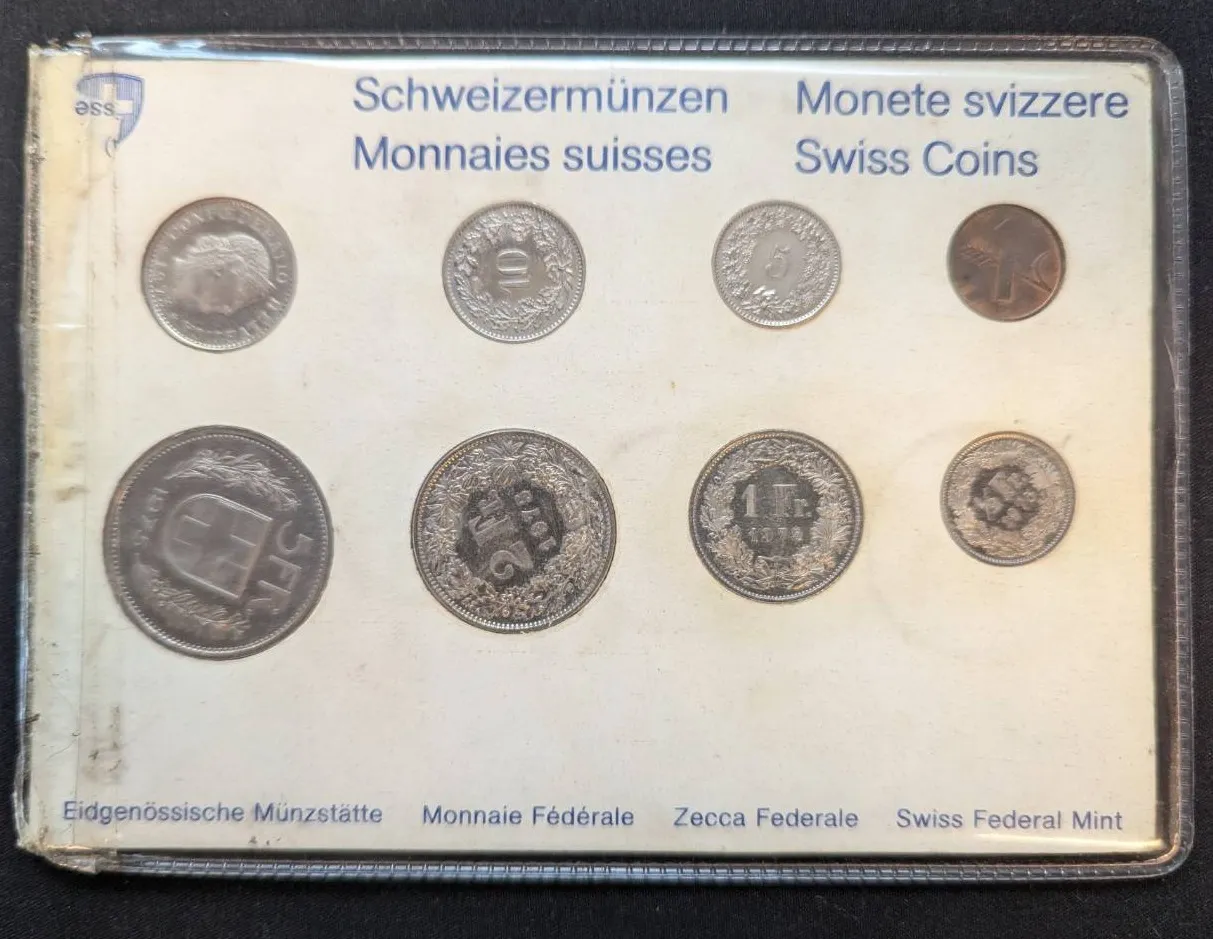 Schweizermünzen
Monnaies suisses
Monete svizzere
Swiss Coins
10
5
1
5 FR
2 Fr.
1 Fr.
Eidgenössische Münzstätte
Monnaie Fédérale
Zecca Federale
Swiss Federal Mint